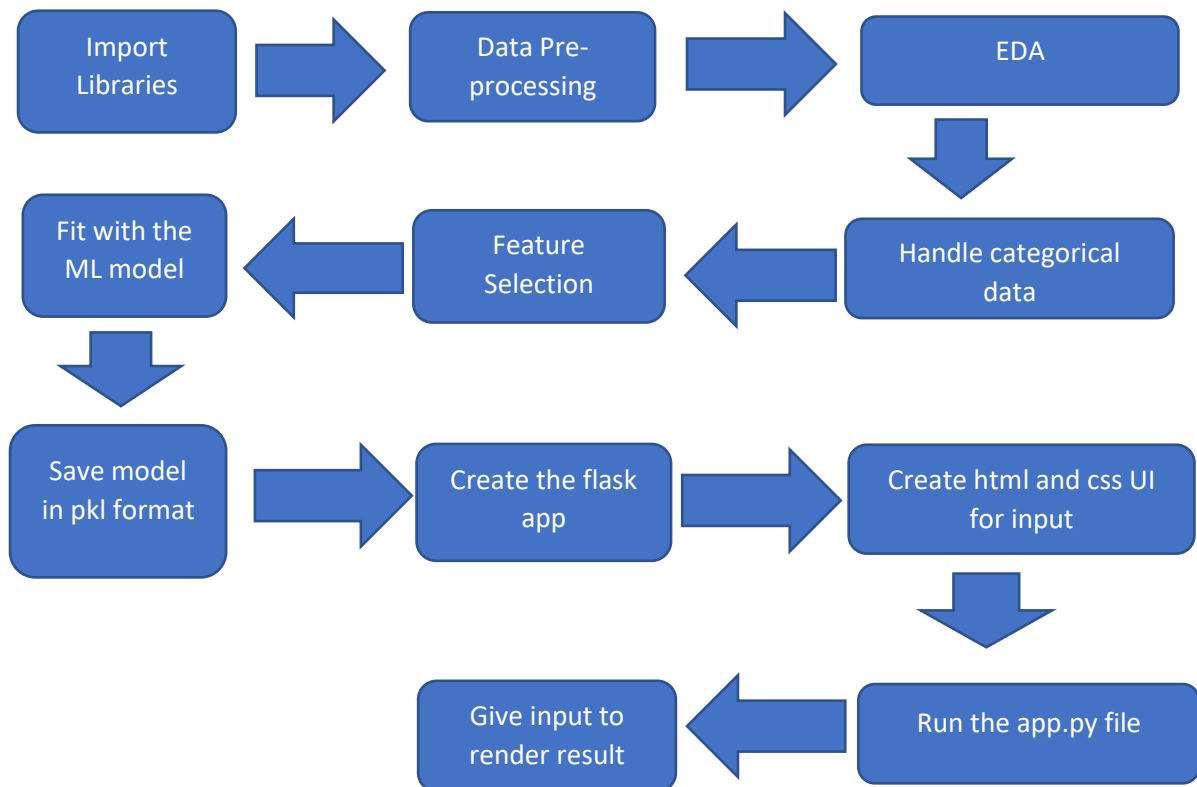 Import
Libraries
Data Pre-
processing
EDA
Handle categorical
data
Feature
Selection
Fit with the
ML model
Save model
in pkl format
Create the flask
app
Create html and css UI
for input
Run the app.py file
Give input to
render result